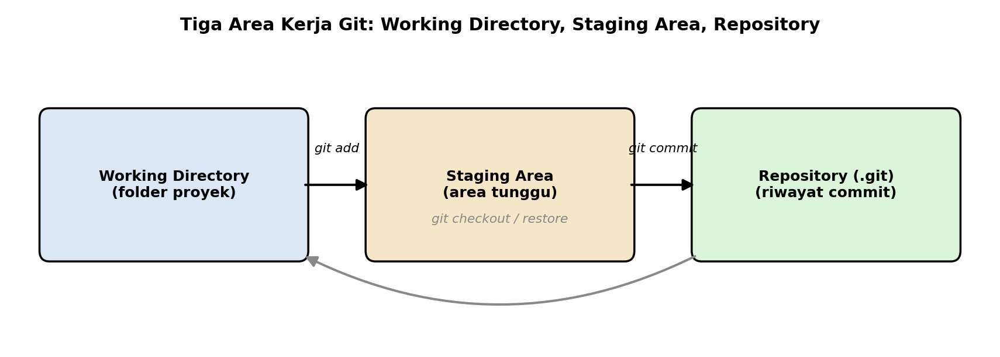 Tiga Area Kerja Git: Working Directory, Staging Area, Repository
git add
git commit
Working Directory
(folder proyek)
Staging Area
(area tunggu)
Repository (.git)
(riwayat commit)
git checkout / restore